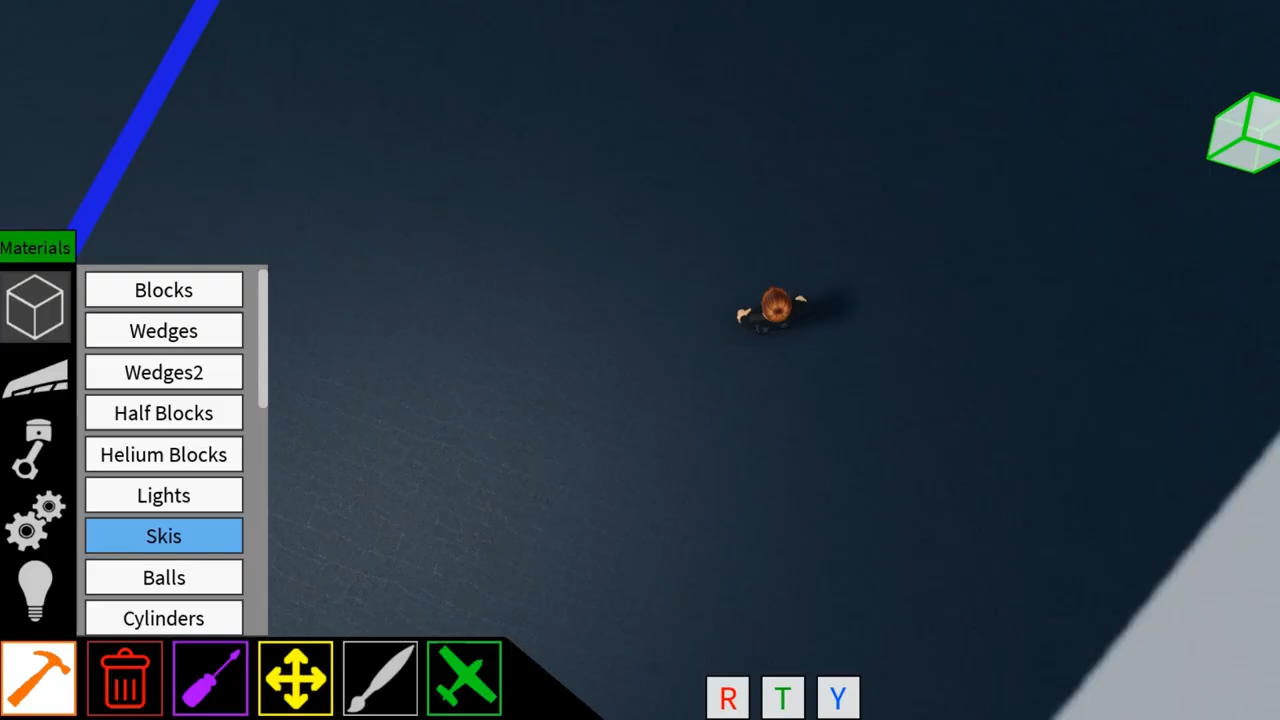 Materials
Blocks
Wedges
Wedges2
Half Blocks
Helium Blocks
Lights
Skis
Balls
Cylinders
R T Y